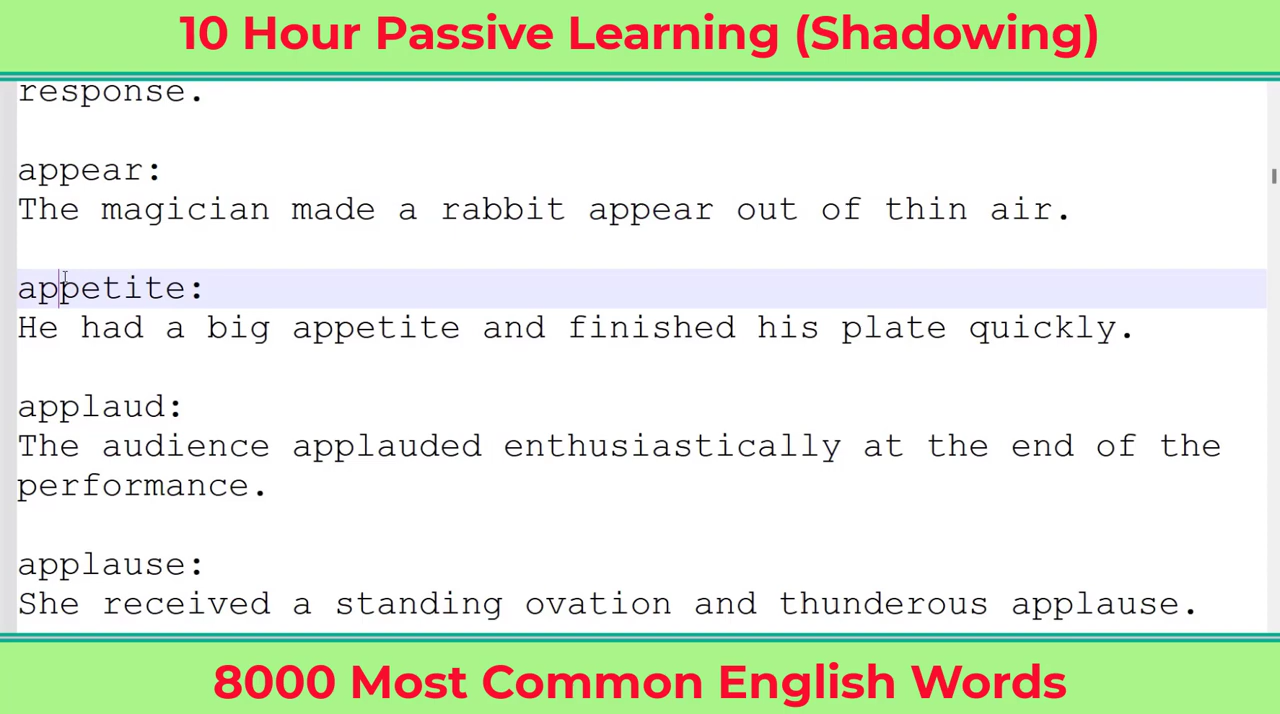 10 Hour Passive Learning (Shadowing)
response.
appear:
The magician made a rabbit appear out of thin air.
appetite:
He had a big appetite and finished his plate quickly.
applaud:
The audience applauded enthusiastically at the end of the
performance.
applause:
She received a standing ovation and thunderous applause.
8000 Most Common English Words